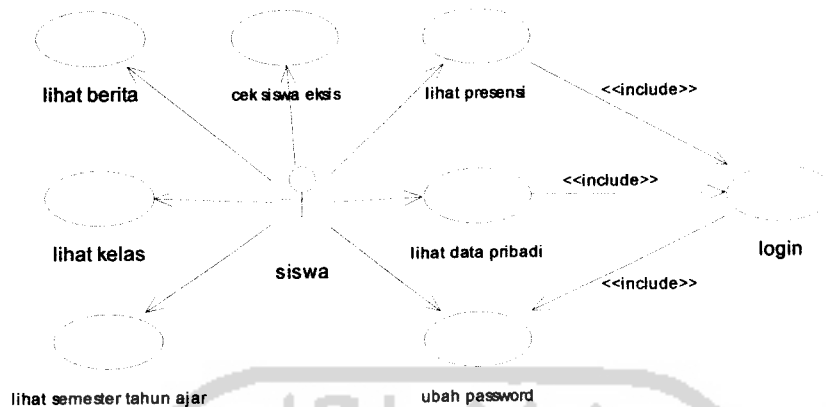 lihat berita
cek siswa eksis
lihat presensi
<<include>>
<<include>>
lihat kelas
siswa
lihat data pribadi
login
<<include>>
lihat semester tahun ajar
ubah password